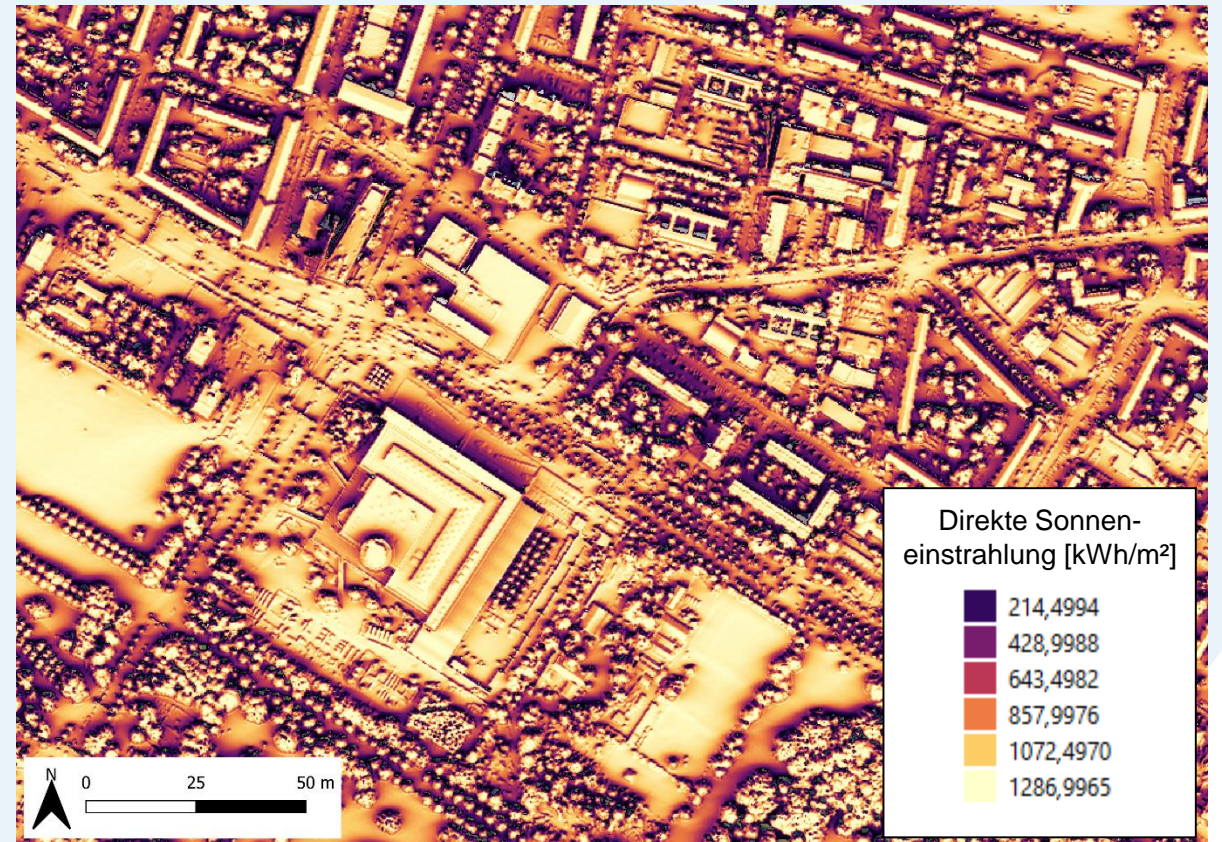 Direkte Sonnen-
einstrahlung [kWh/m²]
214,4994
428,9988
643,4982
857,9976
1072,4970
1286,9965
N
0 25 50 m